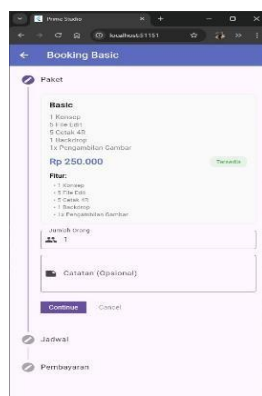 Prime Studio
localhost:51151
Booking Basic
Paket
Basic
1 Konsep
5 File Edit
5 Cetak 4R
1 Backdrop
1x Pengambilan Gambar
Rp 250.000
Tersedia
Fitur:
- 1 Konsep
- 5 File Edit
- 5 Cetak 4R
- 1 Backdrop
- 1x Pengambilan Gambar
Jumlah Orang
1
Catatan (Opsional)
Continue Cancel
Jadwal
Pembayaran